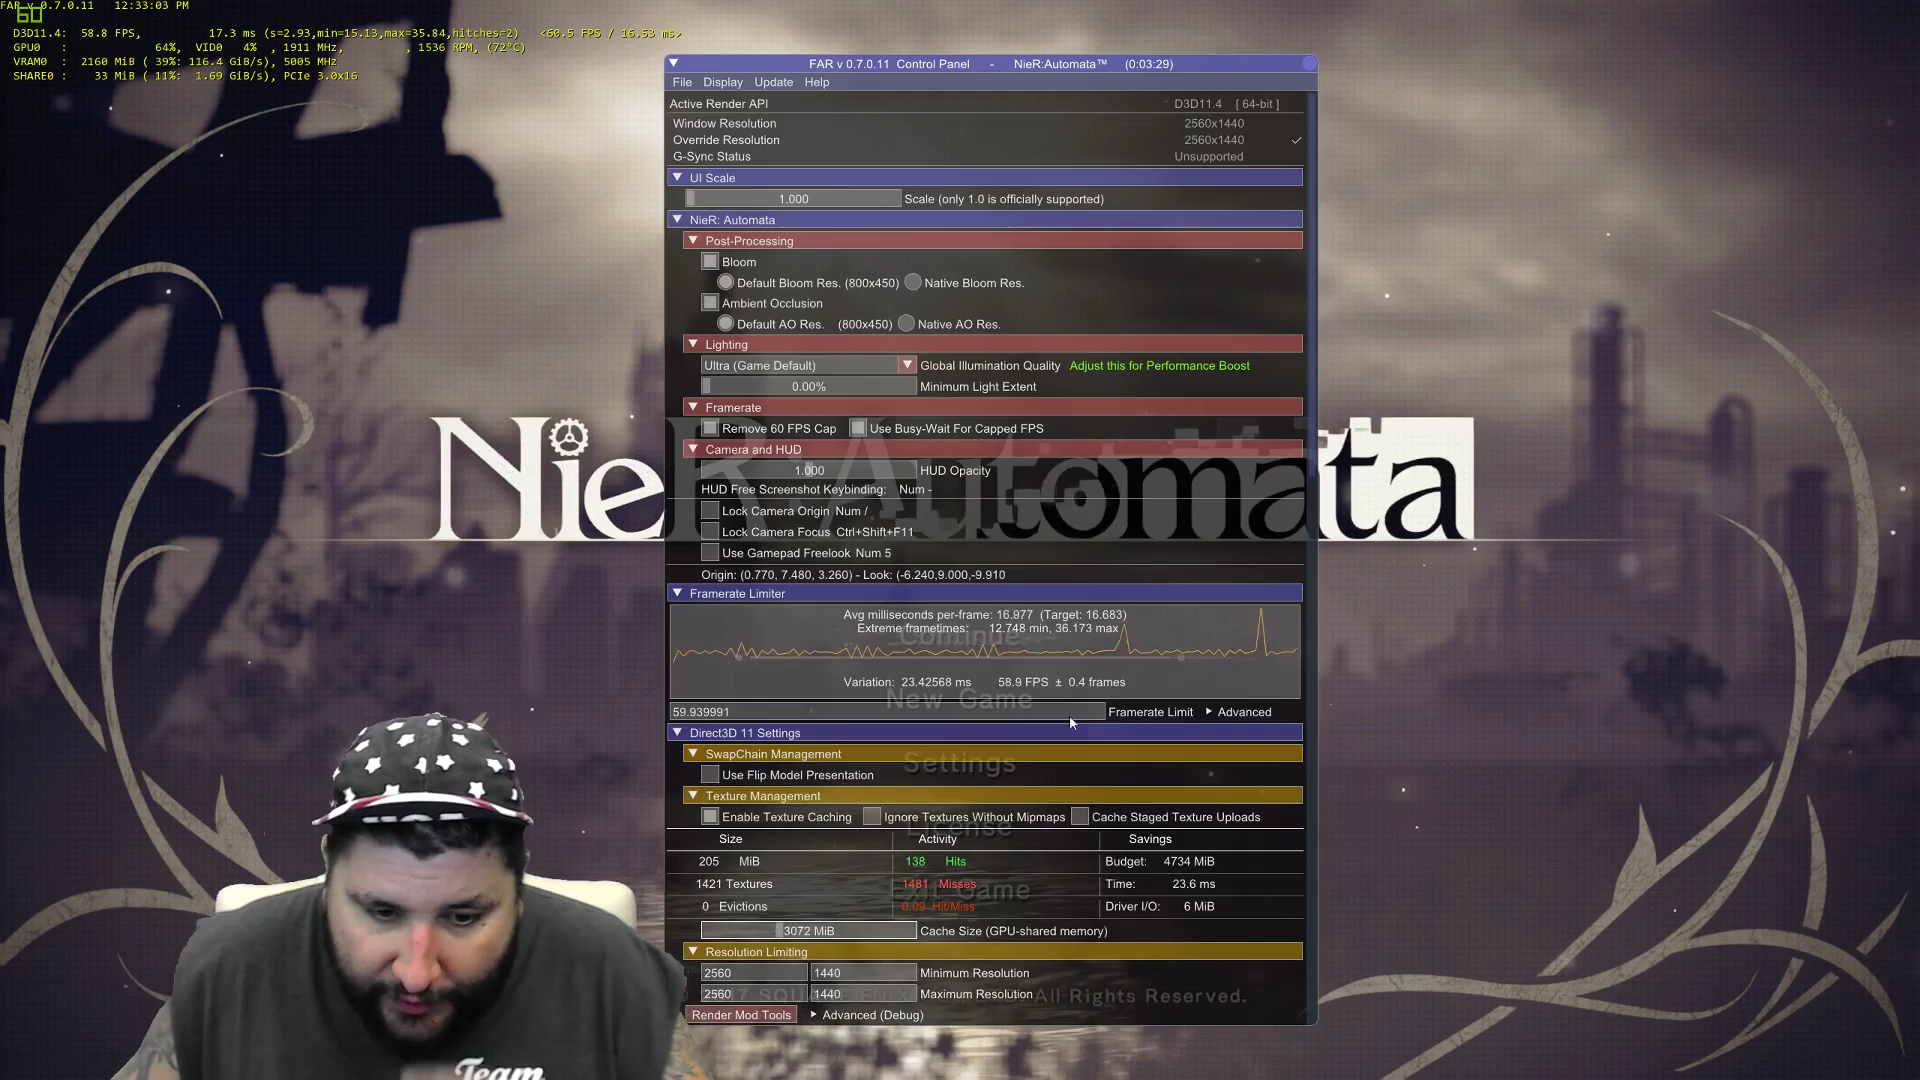 FAR v 0.7.0.11 12:33:03 PM
60
D3D11.4: 58.8 FPS, 17.3 ms (s=2.93,min=15.13,max=35.84,hitches=2) <60.5 FPS / 16.53 ms>
GPU0 : 64%, VID0 4% , 1911 MHz, , 1536 RPM, (72°C)
VRAM0 : 2160 MiB ( 39%: 116.4 GiB/s), 5005 MHz
SHARE0 : 33 MiB ( 11%: 1.69 GiB/s), PCIe 3.0x16
FAR v 0.7.0.11 Control Panel - NieR:Automata™ (0:03:29)
File Display Update Help
Active Render API D3D11.4 [ 64-bit ]
Window Resolution 2560x1440
Override Resolution 2560x1440
G-Sync Status Unsupported
UI Scale
1.000 Scale (only 1.0 is officially supported)
NieR: Automata
Post-Processing
Bloom
Default Bloom Res. (800x450) Native Bloom Res.
Ambient Occlusion
Default AO Res. (800x450) Native AO Res.
Lighting
Ultra (Game Default) Global Illumination Quality Adjust this for Performance Boost
0.00% Minimum Light Extent
Framerate
Remove 60 FPS Cap Use Busy-Wait For Capped FPS
Camera and HUD
1.000 HUD Opacity
HUD Free Screenshot Keybinding: Num -
NieR:Automata
Lock Camera Origin Num /
Lock Camera Focus Ctrl+Shift+F11
Use Gamepad Freelook Num 5
Origin: (0.770, 7.480, 3.260) - Look: (-6.240,9.000,-9.910
Framerate Limiter
Avg milliseconds per-frame: 16.977 (Target: 16.683)
Extreme frametimes: 12.748 min, 36.173 max
Continue
Variation: 23.42568 ms 58.9 FPS ± 0.4 frames
New Game
59.939991 Framerate Limit Advanced
Direct3D 11 Settings
SwapChain Management
Settings
Use Flip Model Presentation
Texture Management
Enable Texture Caching Ignore Textures Without Mipmaps Cache Staged Texture Uploads
License
Size Activity Savings
205 MiB 138 Hits Budget: 4734 MiB
1421 Textures 1481 Misses Time: 23.6 ms
Exit Game
0 Evictions 0.09 Hit/Miss Driver I/O: 6 MiB
3072 MiB Cache Size (GPU-shared memory)
Resolution Limiting
2560 1440 Minimum Resolution
2560 1440 Maximum Resolution
All Rights Reserved.
Render Mod Tools Advanced (Debug)
Team